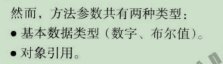 然而，方法参数共有两种类型：
• 基本数据类型（数字、布尔值）。
• 对象引用。